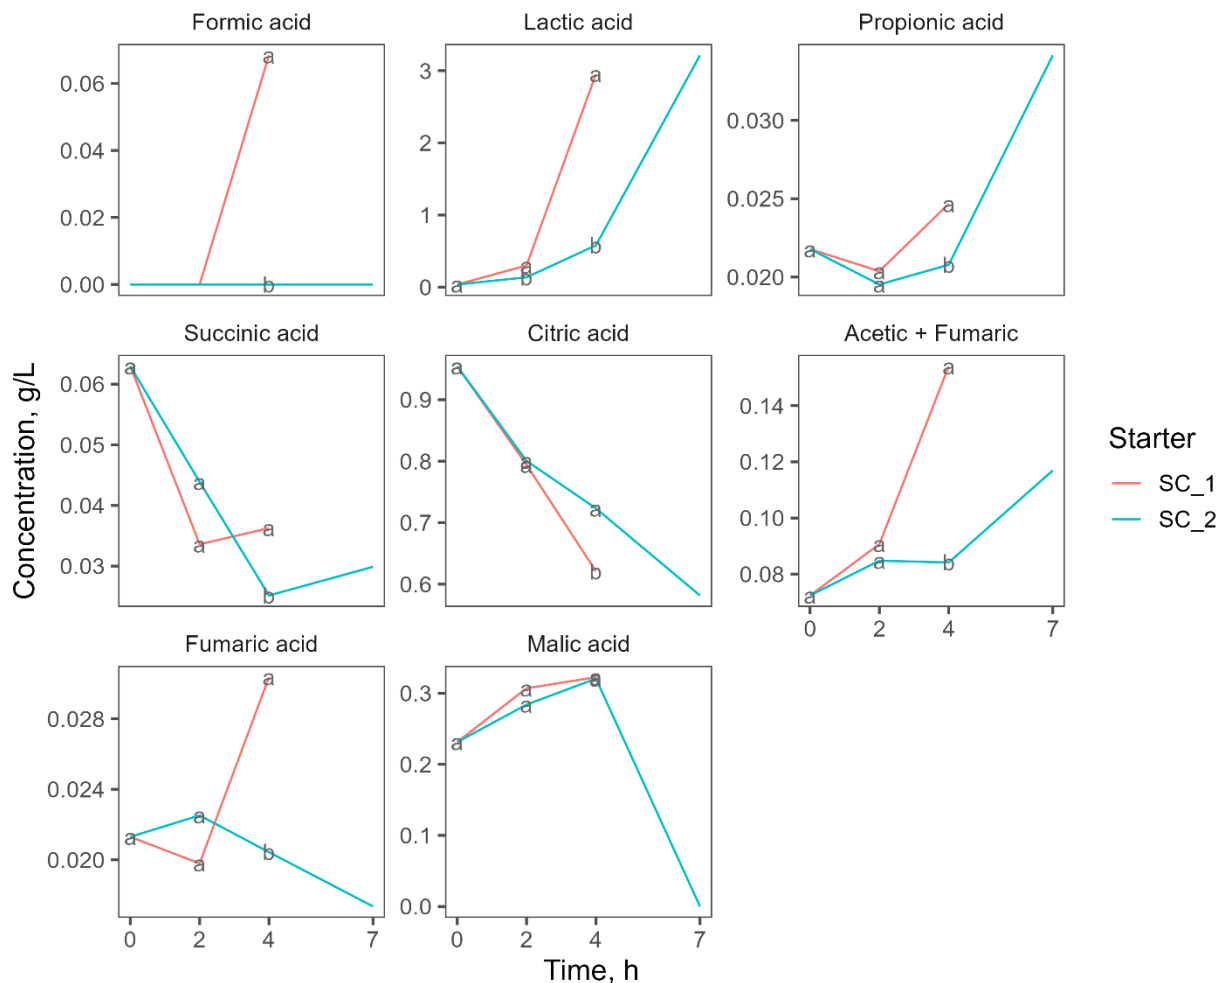 Formic acid
Lactic acid
Propionic acid
0.06
0.04
0.02
0.00
a
b
3
2
1
0
a
a
b
a
b
0.030
0.025
0.020
a
a
a
a
b
Succinic acid
Citric acid
Acetic + Fumaric
0.06
0.05
0.04
0.03
a
a
a
a
b
0.9
0.8
0.7
0.6
a
a
a
a
b
0.14
0.12
0.10
0.08
a
a
a
a
b
0 2 4 7
Fumaric acid
Malic acid
0.028
0.024
0.020
a
a
a
a
b
0 2 4 7
0.3
0.2
0.1
0.0
a
a
a
a
0 2 4 7
Concentration, g/L
Time, h
Starter
SC_1
SC_2